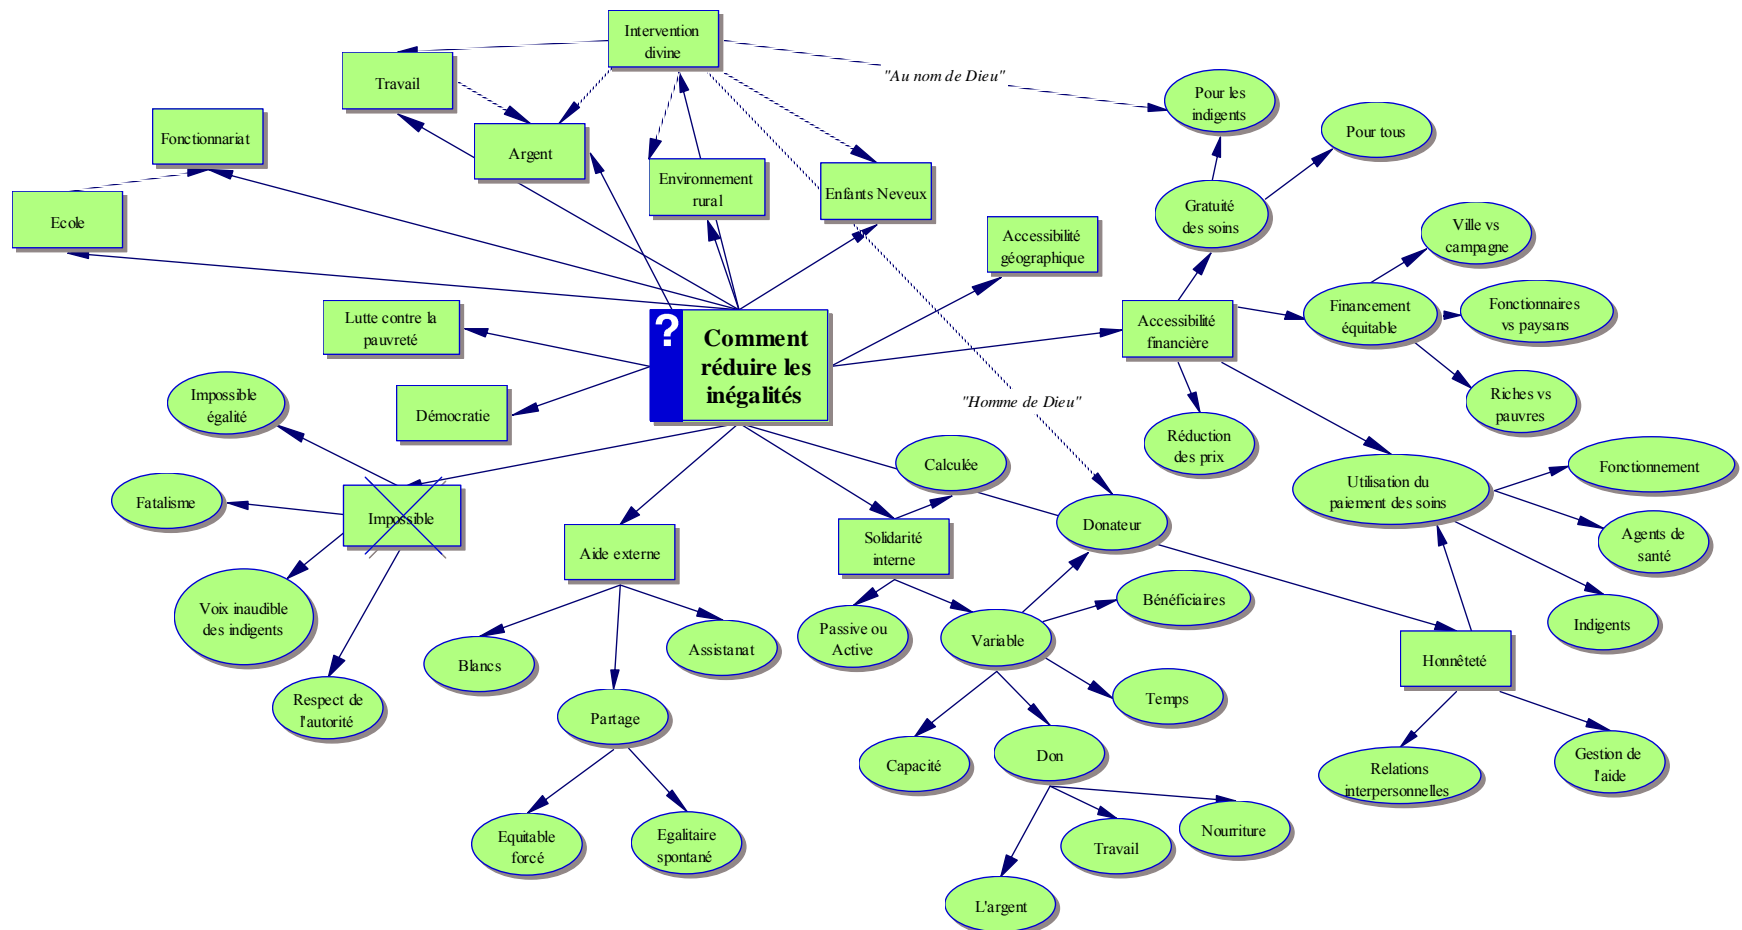 Intervention
divine
Travail
"Au nom de Dieu"
Pour les
indigents
Pour tous
Fonctionnariat
Argent
Environnement
rural
Enfants Neveux
Ecole
Gratuité
des soins
Accessibilité
géographique
Ville vs
campagne
Lutte contre la
pauvreté
?
Comment
réduire les
inégalités
Accessibilité
financière
Financement
équitable
Fonctionnaires
vs paysans
Impossible
égalité
Démocratie
"Homme de Dieu"
Riches vs
pauvres
Réduction
des prix
Calculée
Fonctionnement
Fatalisme
Impossible
Utilisation du
paiement des soins
Donateur
Aide externe
Solidarité
interne
Agents de
santé
Voix inaudible
des indigents
Bénéficiaires
Passive ou
Active
Variable
Indigents
Blancs
Assistanat
Honnêteté
Respect de
l'autorité
Partage
Temps
Capacité
Don
Relations
interpersonnelles
Gestion de
l'aide
Equitable
forcé
Egalitaire
spontané
Travail
Nourriture
L'argent